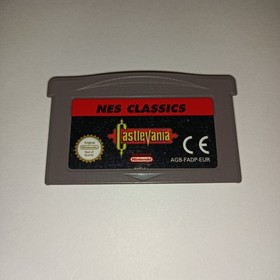 NES CLASSICS
Castlevania
Nintendo
CE
AGB-FADP-EUR